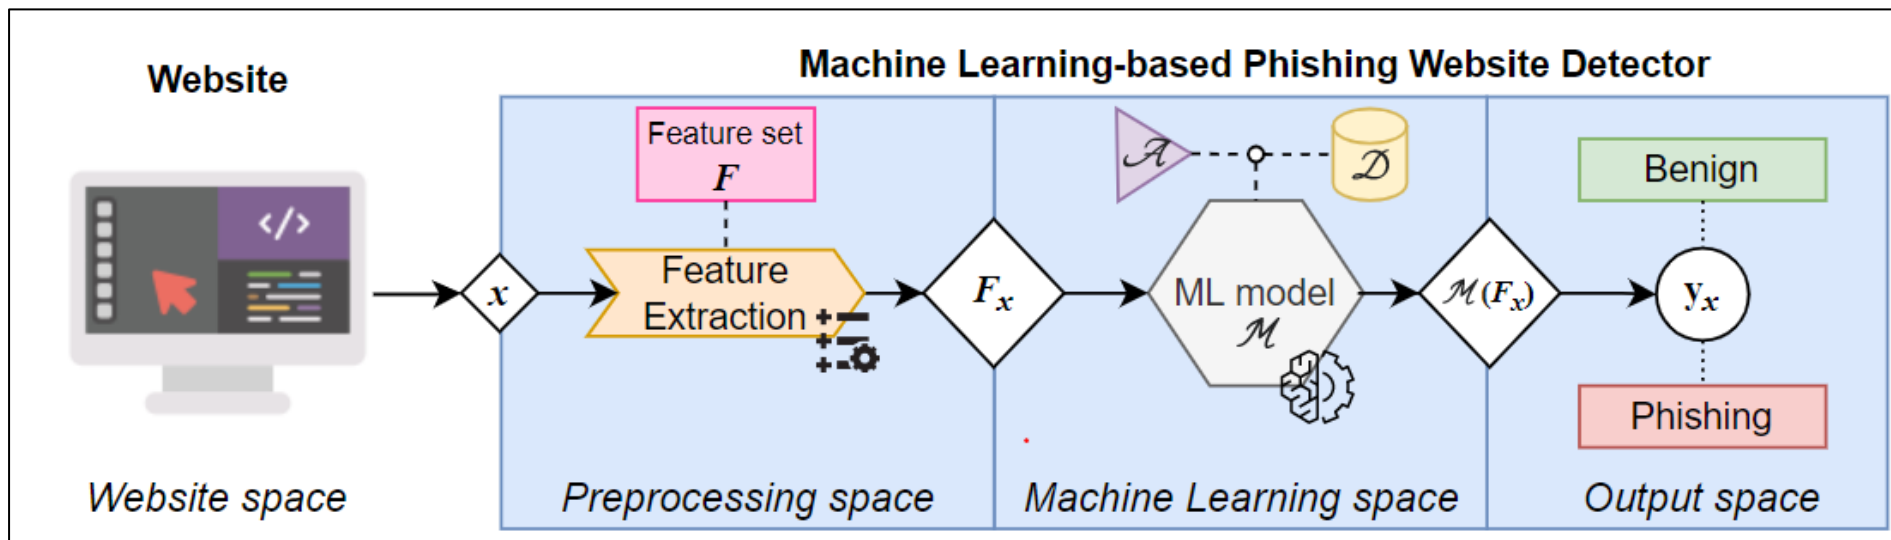 Website
Machine Learning-based Phishing Website Detector
Feature set
F
𝒜
𝒟
Benign
</>
x
Feature
Extraction
Fₓ
ML model
ℳ
ℳ(Fₓ)
yₓ
Phishing
Website space
Preprocessing space
Machine Learning space
Output space